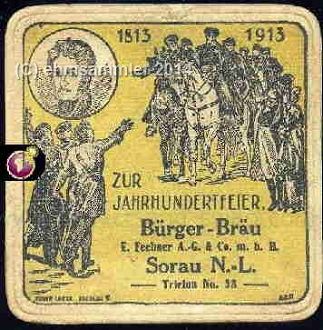 1813 1913
(C) ehmsammler 2014
ZUR
JAHRHUNDERTFEIER.
Bürger-Bräu
E. Fechner A.-G. & Co. m. b. H.
Sorau N.-L.
Telefon No. 38